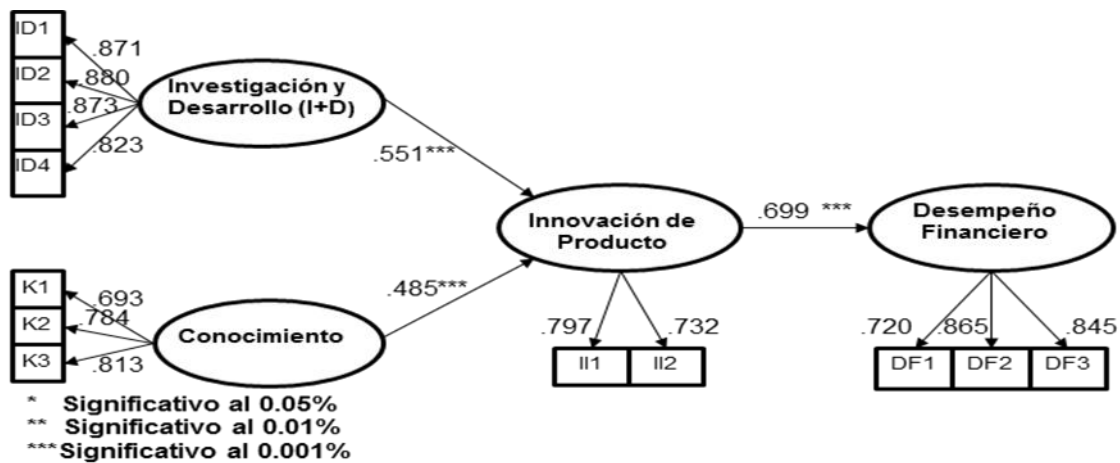 ID1
.871
ID2
.880
ID3
.873
ID4
.823
Investigación y
Desarrollo (I+D)
.551***
Innovación de
Producto
.699 ***
Desempeño
Financiero
K1
.693
K2
.784
K3
.813
Conocimiento
.485***
.797
.732
II1
II2
.720
.865
.845
DF1
DF2
DF3
* Significativo al 0.05%
** Significativo al 0.01%
***Significativo al 0.001%